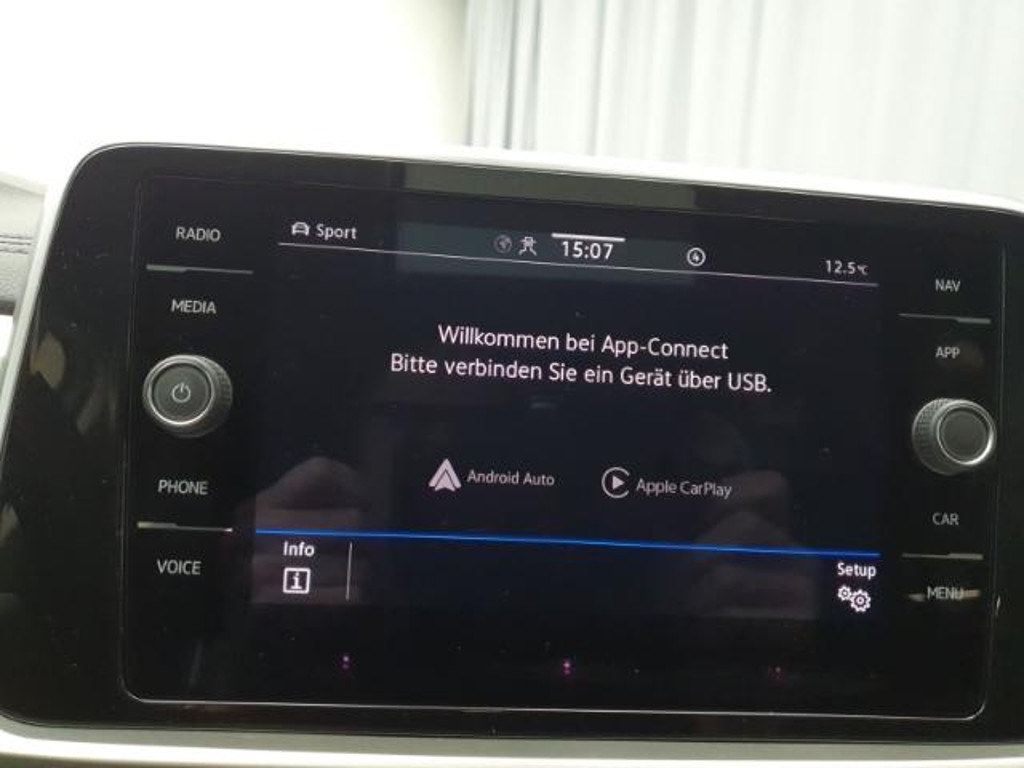 RADIO
MEDIA
PHONE
VOICE
Sport
15:07
12.5°C
Willkommen bei App-Connect
Bitte verbinden Sie ein Gerät über USB.
Android Auto
Apple CarPlay
Info
Setup
NAV
APP
CAR
MENU